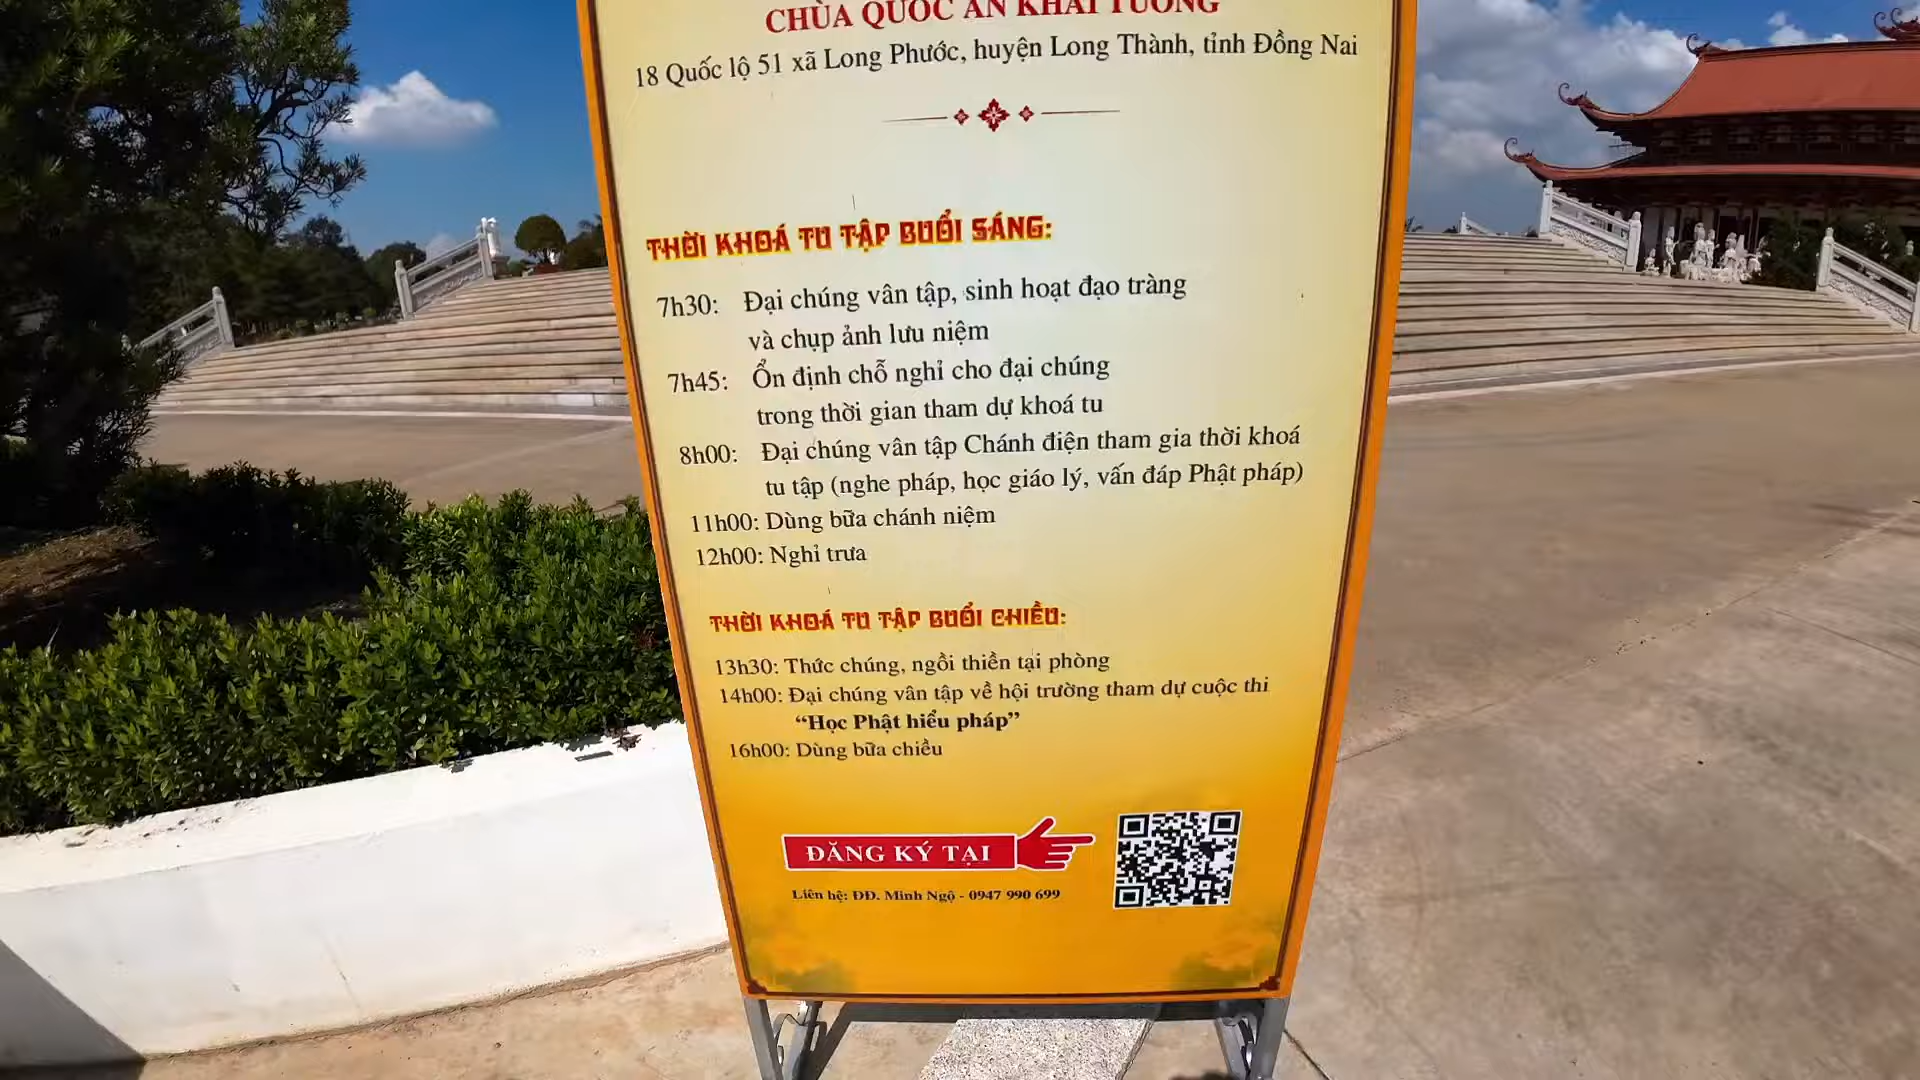 CHÙA QUỐC ÂN KHẢI TƯỜNG
18 Quốc lộ 51 xã Long Phước, huyện Long Thành, tỉnh Đồng Nai
THỜI KHOÁ TU TẬP BUỔI SÁNG:
7h30: Đại chúng vân tập, sinh hoạt đạo tràng
và chụp ảnh lưu niệm
7h45: Ổn định chỗ nghỉ cho đại chúng
trong thời gian tham dự khoá tu
8h00: Đại chúng vân tập Chánh điện tham gia thời khoá
tu tập (nghe pháp, học giáo lý, vấn đáp Phật pháp)
11h00: Dùng bữa chánh niệm
12h00: Nghỉ trưa
THỜI KHOÁ TU TẬP BUỔI CHIỀU:
13h30: Thức chúng, ngồi thiền tại phòng
14h00: Đại chúng vân tập về hội trường tham dự cuộc thi
“Học Phật hiểu pháp”
16h00: Dùng bữa chiều
ĐĂNG KÝ TẠI
Liên hệ: ĐĐ. Minh Ngộ - 0947 990 699